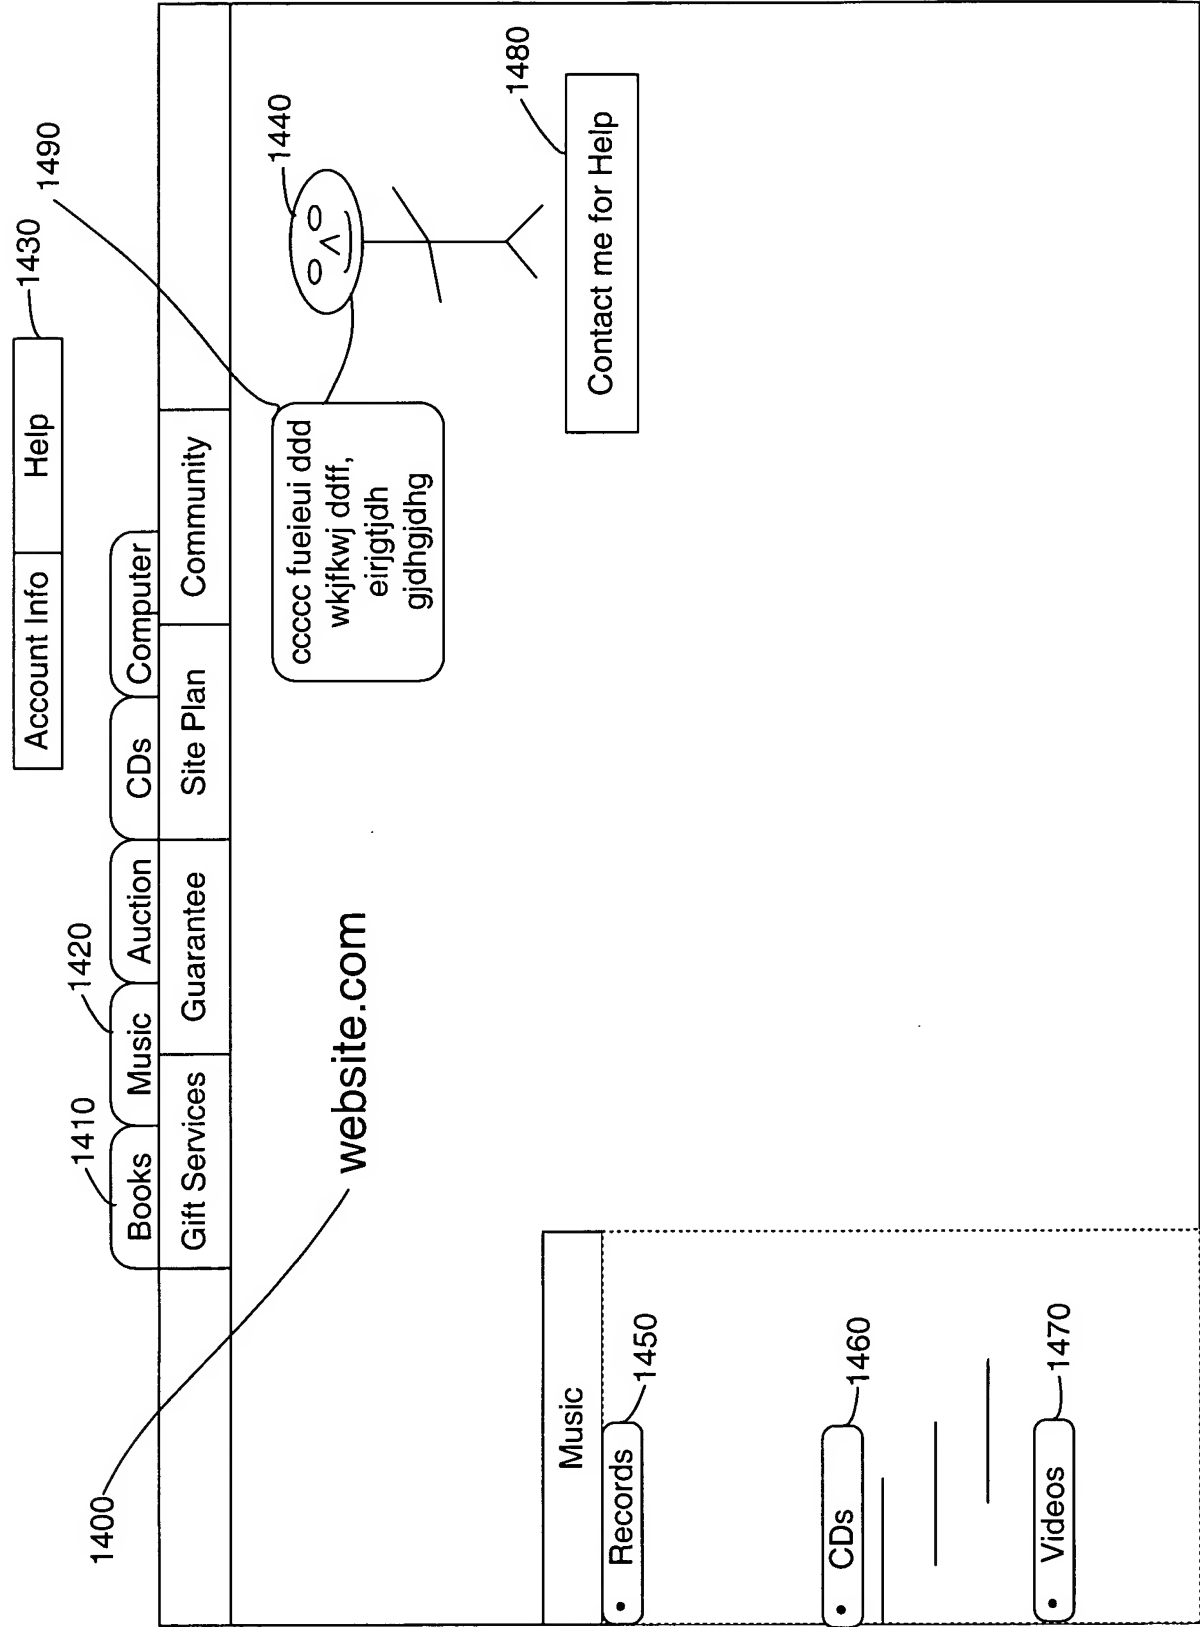 Account Info
Help
1430
1490
1410
1420
Books
Music
Auction
CDs
Computer
Gift Services
Guarantee
Site Plan
Community
1400
website.com
ccccc fueieui ddd
wkjfkwj ddff,
eirjgtjdh
gjdhgjdhg
1440
1480
Contact me for Help
Music
• Records
1450
• CDs
1460
• Videos
1470